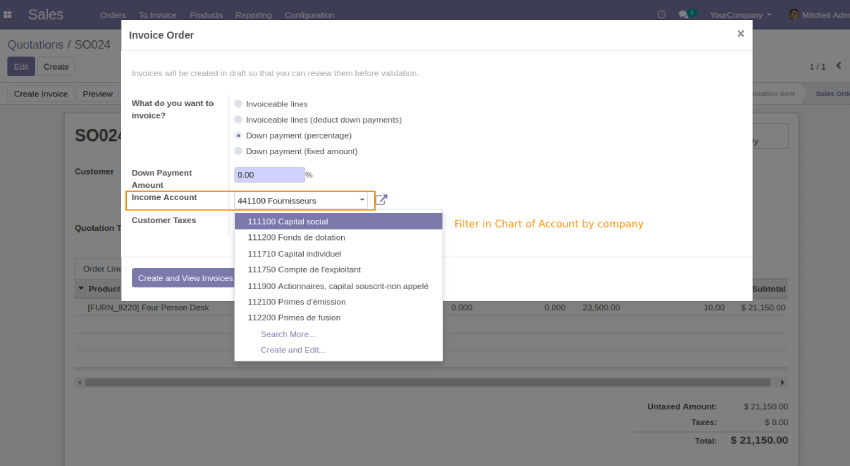 Sales Orders To Invoice Products Reporting Configuration 1 YourCompany Mitchell Adm
Quotations / SO024
Edit Create 1 / 1
Create Invoice Preview Quotation Sent Sales Orde
Invoice Order ×
Invoices will be created in draft so that you can review them before validation.
What do you want to invoice?
Invoiceable lines
Invoiceable lines (deduct down payments)
Down payment (percentage)
Down payment (fixed amount)
Down Payment Amount 0.00 %
Income Account 441100 Fournisseurs
Customer Taxes
111100 Capital social
111200 Fonds de dotation
111710 Capital individuel
111750 Compte de l'exploitant
111900 Actionnaires, capital souscrit-non appelé
112100 Primes d'émission
112200 Primes de fusion
Search More...
Create and Edit...
Filter in Chart of Account by company
Create and View Invoices
SO024
Customer
Quotation T
Order Line
Product Subtotal
[FURN_8220] Four Person Desk 0.000 0.000 23,500.00 10.00 $ 21,150.00
Untaxed Amount: $ 21,150.00
Taxes: $ 0.00
Total: $ 21,150.00